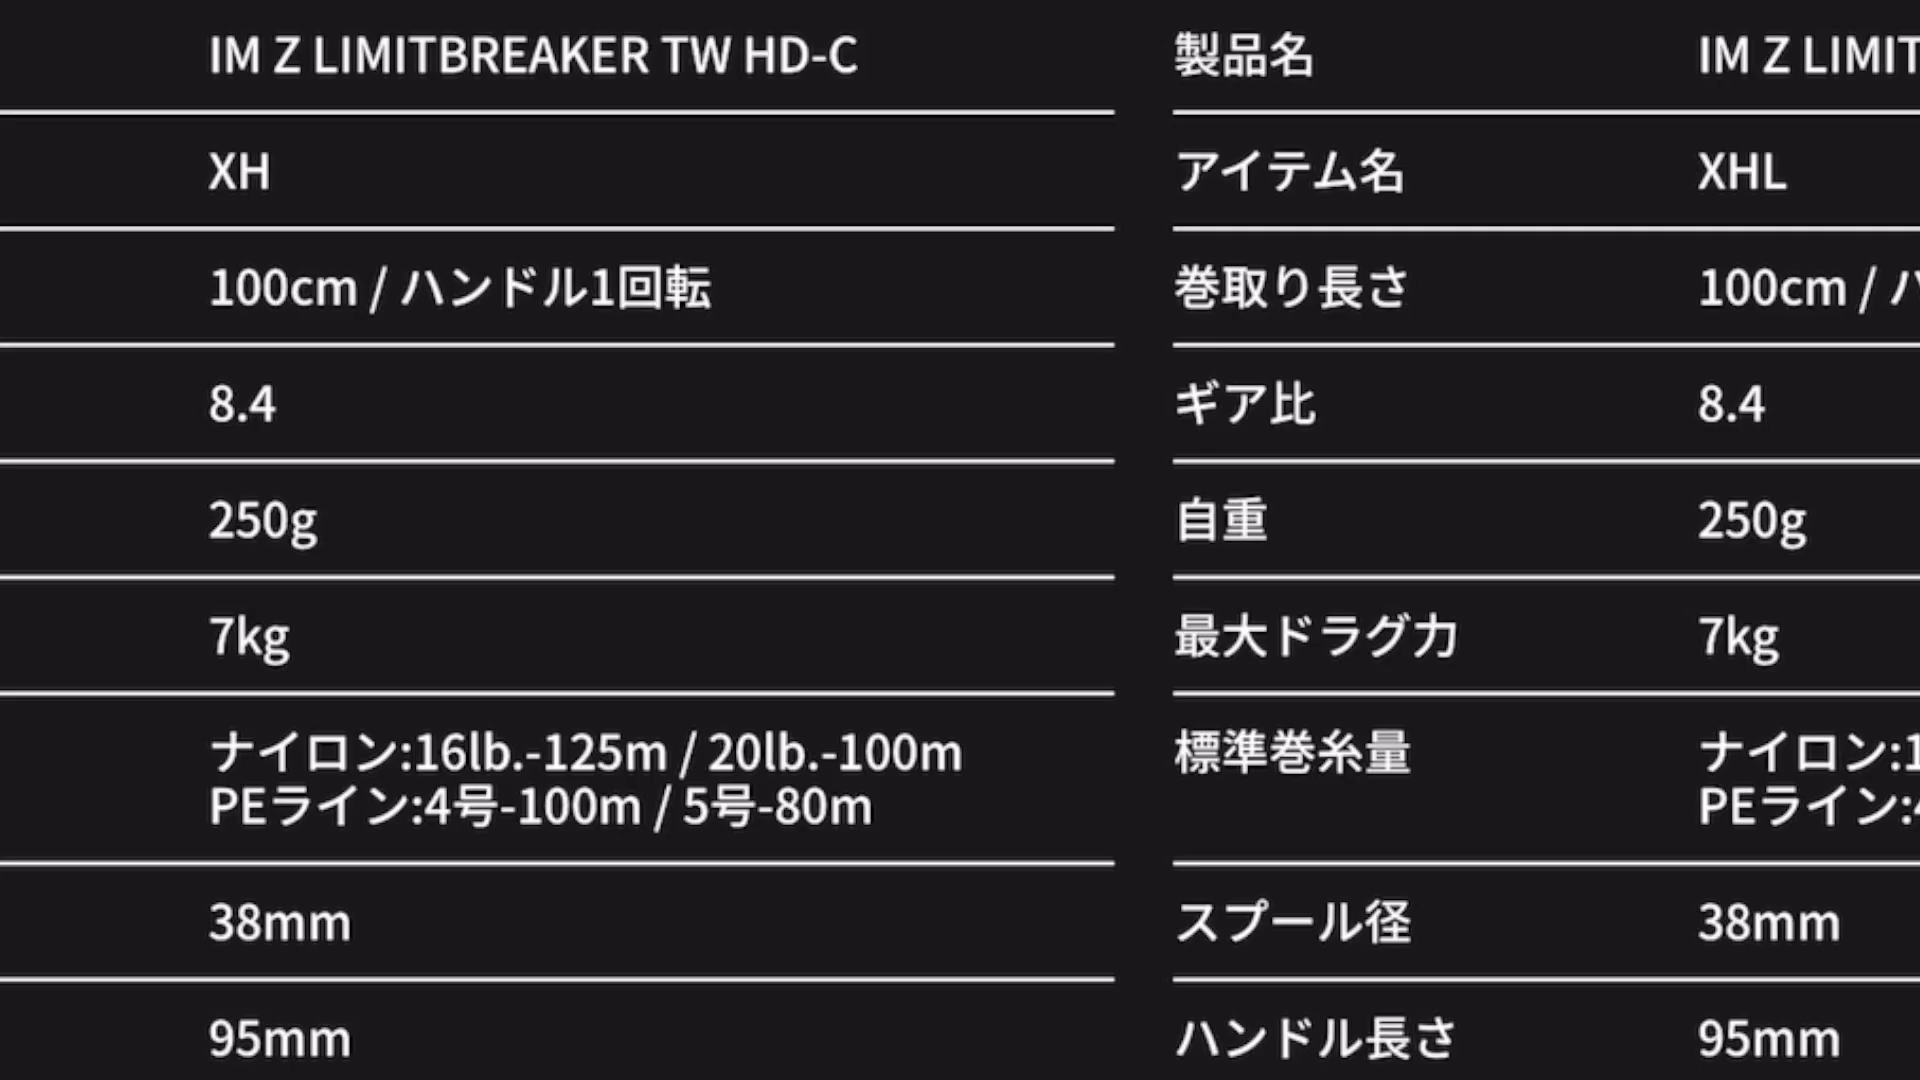 IM Z LIMITBREAKER TW HD-C
XH
100cm / ハンドル1回転
8.4
250g
7kg
ナイロン:16lb.-125m / 20lb.-100m
PEライン:4号-100m / 5号-80m
38mm
95mm
製品名 IM Z LIMIT
アイテム名 XHL
巻取り長さ 100cm / ハ
ギア比 8.4
自重 250g
最大ドラグ力 7kg
標準巻糸量 ナイロン:1
PEライン:4
スプール径 38mm
ハンドル長さ 95mm